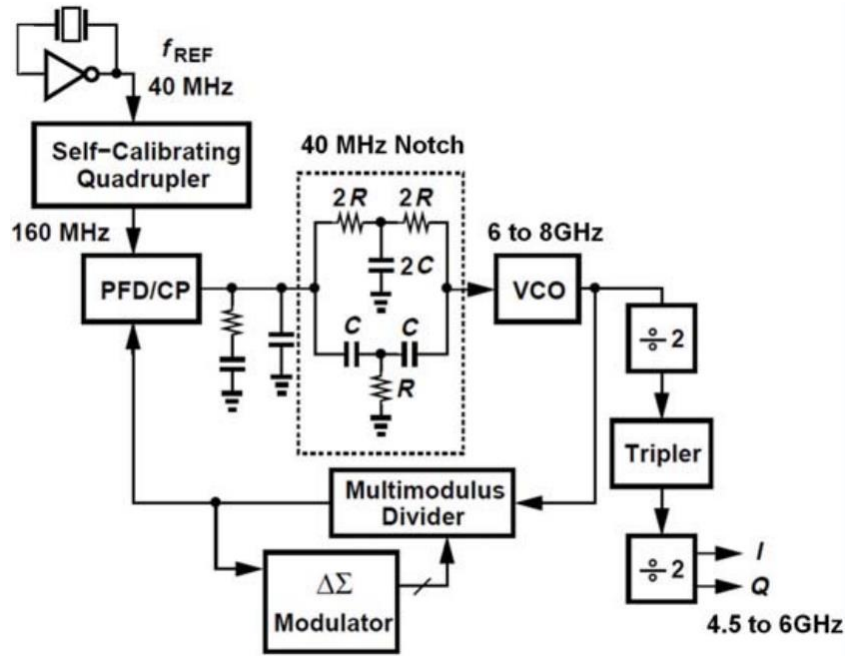 f REF
40 MHz
Self-Calibrating
Quadrupler
160 MHz
PFD/CP
40 MHz Notch
2R 2R
2C
C C
R
6 to 8GHz
VCO
÷ 2
Tripler
÷ 2
I
Q
4.5 to 6GHz
Multimodulus
Divider
ΔΣ
Modulator